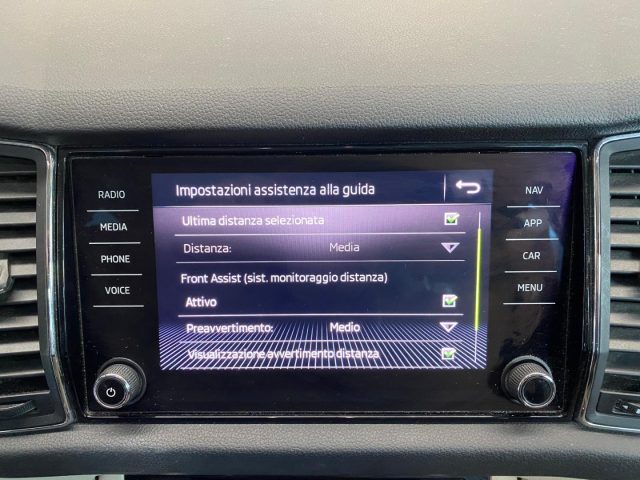 RADIO
MEDIA
PHONE
VOICE
Impostazioni assistenza alla guida
Ultima distanza selezionata
Distanza: Media
Front Assist (sist. monitoraggio distanza)
Attivo
Preavvertimento: Medio
Visualizzazione avvertimento distanza
NAV
APP
CAR
MENU